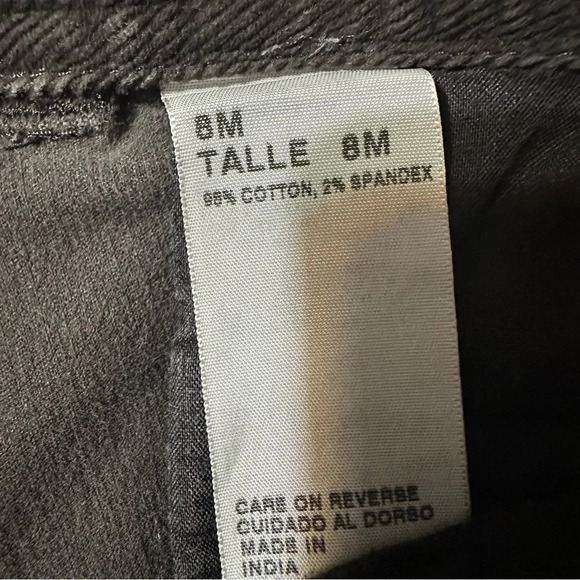 8M
TALLE 8M
98% COTTON, 2% SPANDEX
CARE ON REVERSE
CUIDADO AL DORSO
MADE IN
INDIA